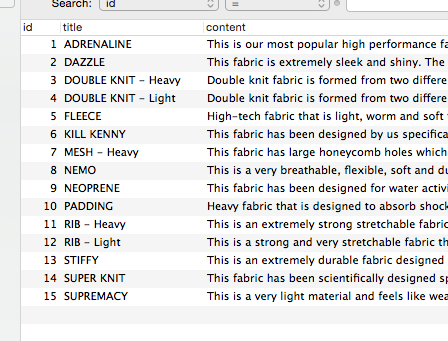 Search: id =
id title content
1 ADRENALINE This is our most popular high performance fa
2 DAZZLE This fabric is extremely sleek and shiny. The
3 DOUBLE KNIT – Heavy Double knit fabric is formed from two differe
4 DOUBLE KNIT – Light Double knit fabric is formed from two differe
5 FLEECE High-tech fabric that is light, worm and soft
6 KILL KENNY This fabric has been designed by us specifica
7 MESH – Heavy This fabric has large honeycomb holes which
8 NEMO This is a very breathable, flexible, soft and du
9 NEOPRENE This fabric has been designed for water activi
10 PADDING Heavy fabric that is designed to absorb shock
11 RIB – Heavy This is an extremely strong stretchable fabric
12 RIB – Light This is a strong and very stretchable fabric th
13 STIFFY This is an extremely durable fabric designed
14 SUPER KNIT This fabric has been scientifically designed sp
15 SUPREMACY This is a very light material and feels like wea